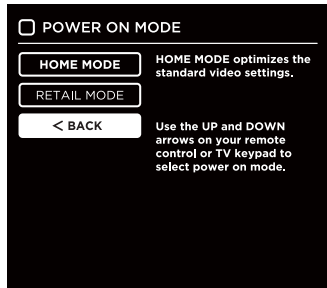 POWER ON MODE
HOME MODE
HOME MODE optimizes the
standard video settings.
RETAIL MODE
< BACK
Use the UP and DOWN
arrows on your remote
control or TV keypad to
select power on mode.